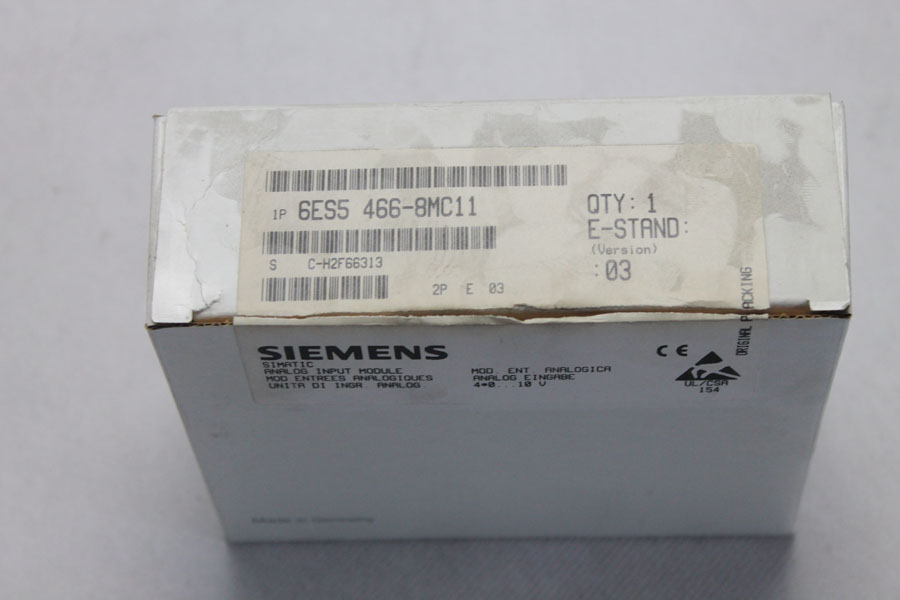 1P 6ES5 466-8MC11
QTY: 1
E-STAND:
(Version)
:03
S C-H2F66313
2P E 03
ORIGINAL PACKING
SIEMENS
SIMATIC
ANALOG INPUT MODULE
MOD ENTREES ANALOGIQUES
UNITA DI INGR. ANALOG
MOD. ENT. ANALOGICA
ANALOG EINGABE
4*0...10 V
CE
UL/CSA
154
Made in Germany